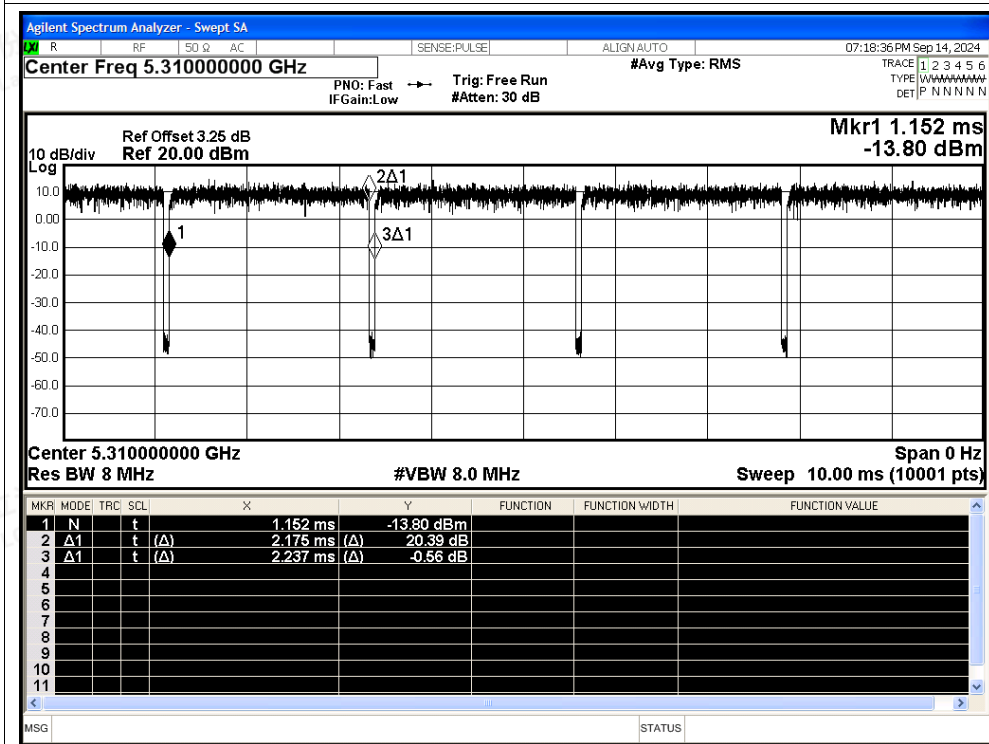 Agilent Spectrum Analyzer - Swept SA
LXI R RF 50 Ω AC SENSE:PULSE ALIGN AUTO 07:18:36 PM Sep 14, 2024
Center Freq 5.310000000 GHz #Avg Type: RMS TRACE 1 2 3 4 5 6
PNO: Fast Trig: Free Run TYPE
IFGain:Low #Atten: 30 dB DET P N N N N N
Mkr1 1.152 ms
Ref Offset 3.25 dB
10 dB/div Ref 20.00 dBm -13.80 dBm
Log
10.0
0.00
-10.0
-20.0
-30.0
-40.0
-50.0
-60.0
-70.0
2Δ1
1
3Δ1
Center 5.310000000 GHz Span 0 Hz
Res BW 8 MHz #VBW 8.0 MHz Sweep 10.00 ms (10001 pts)
MKR MODE TRC SCL X Y FUNCTION FUNCTION WIDTH FUNCTION VALUE
1 N t 1.152 ms -13.80 dBm
2 Δ1 t (Δ) 2.175 ms (Δ) 20.39 dB
3 Δ1 t (Δ) 2.237 ms (Δ) -0.56 dB
4
5
6
7
8
9
10
11
MSG STATUS